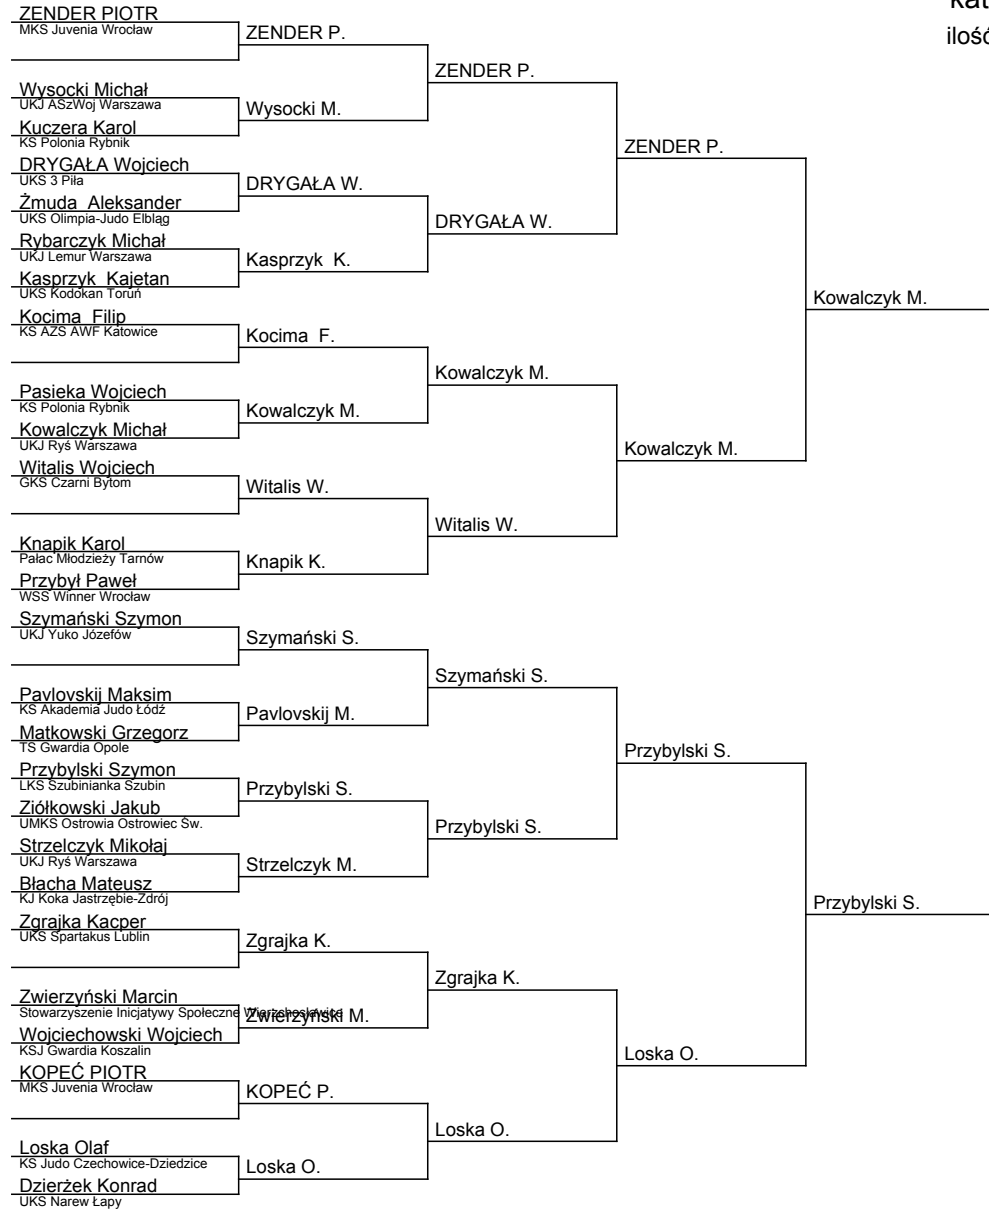 kat
ilość
ZENDER PIOTR
MKS Juvenia Wrocław
ZENDER P.
ZENDER P.
Wysocki Michał
UKJ ASzWoj Warszawa
Wysocki M.
Kuczera Karol
KS Polonia Rybnik
ZENDER P.
DRYGAŁA Wojciech
UKS 3 Piła
DRYGAŁA W.
Żmuda Aleksander
UKS Olimpia-Judo Elbląg
DRYGAŁA W.
Rybarczyk Michał
UKJ Lemur Warszawa
Kasprzyk K.
Kasprzyk Kajetan
UKS Kodokan Toruń
Kowalczyk M.
Kocima Filip
KS AZS AWF Katowice
Kocima F.
Kowalczyk M.
Pasieka Wojciech
KS Polonia Rybnik
Kowalczyk M.
Kowalczyk Michał
UKJ Ryś Warszawa
Kowalczyk M.
Witalis Wojciech
GKS Czarni Bytom
Witalis W.
Witalis W.
Knapik Karol
Pałac Młodzieży Tarnów
Knapik K.
Przybył Paweł
WSS Winner Wrocław
Szymański Szymon
UKJ Yuko Józefów
Szymański S.
Szymański S.
Pavlovskij Maksim
KS Akademia Judo Łódź
Pavlovskij M.
Matkowski Grzegorz
TS Gwardia Opole
Przybylski S.
Przybylski Szymon
LKS Szubinianka Szubin
Przybylski S.
Ziółkowski Jakub
UMKS Ostrowia Ostrowiec Św.
Przybylski S.
Strzelczyk Mikołaj
UKJ Ryś Warszawa
Strzelczyk M.
Błacha Mateusz
KJ Koka Jastrzębie-Zdrój
Przybylski S.
Zgrajka Kacper
UKS Spartakus Lublin
Zgrajka K.
Zgrajka K.
Zwierzyński Marcin
Stowarzyszenie Inicjatywy Społeczne Wierzchosławice
Zwierzyński M.
Wojciechowski Wojciech
KSJ Gwardia Koszalin
Loska O.
KOPEĆ PIOTR
MKS Juvenia Wrocław
KOPEĆ P.
Loska O.
Loska Olaf
KS Judo Czechowice-Dziedzice
Loska O.
Dzierżek Konrad
UKS Narew Łapy